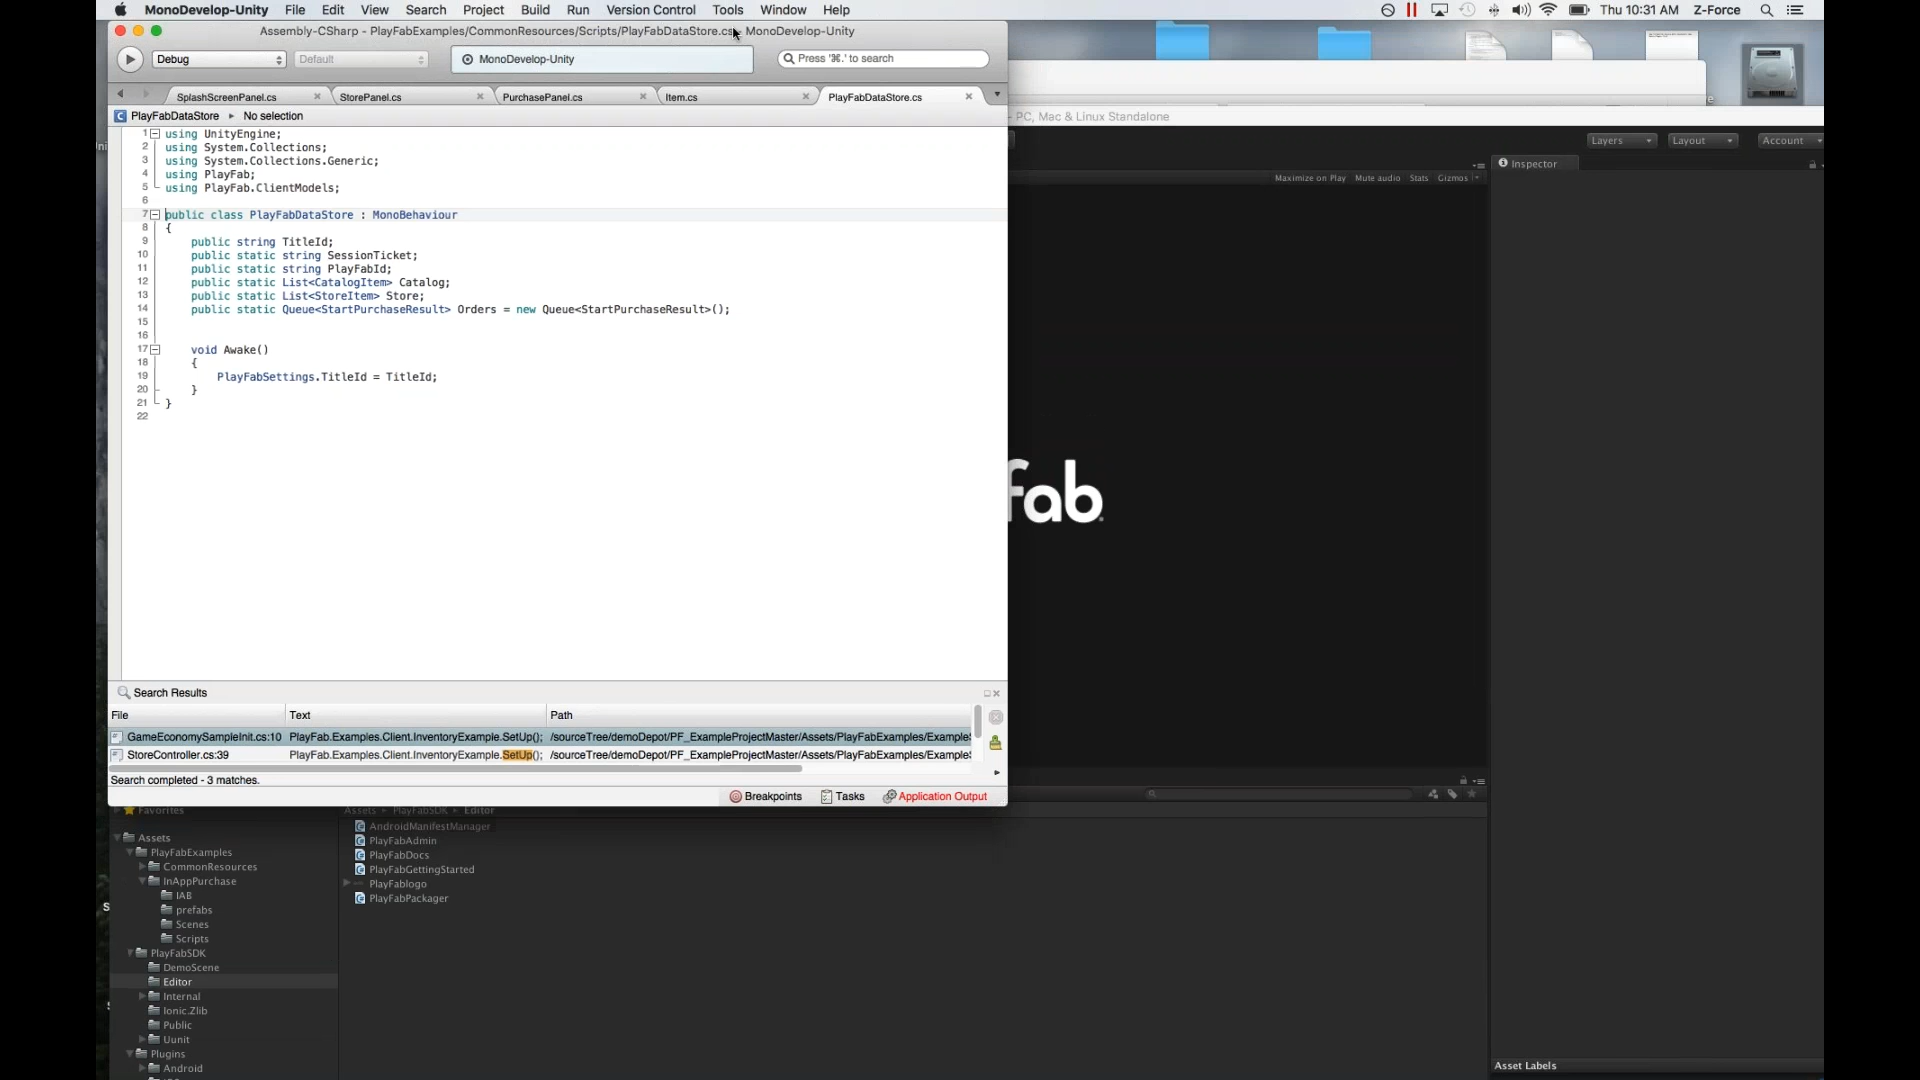 MonoDevelop-Unity File Edit View Search Project Build Run Version Control Tools Window Help Thu 10:31 AM Z-Force
Assembly-CSharp - PlayFabExamples/CommonResources/Scripts/PlayFabDataStore.cs - MonoDevelop-Unity
Debug Default MonoDevelop-Unity Press '⌘.' to search
SplashScreenPanel.cs StorePanel.cs PurchasePanel.cs Item.cs PlayFabDataStore.cs
PlayFabDataStore No selection
- PC, Mac & Linux Standalone
Layers Layout Account
Inspector
Maximize on Play Mute audio Stats Gizmos
1 using UnityEngine;
2 using System.Collections;
3 using System.Collections.Generic;
4 using PlayFab;
5 using PlayFab.ClientModels;
6
7 public class PlayFabDataStore : MonoBehaviour
8 {
9 public string TitleId;
10 public static string SessionTicket;
11 public static string PlayFabId;
12 public static List<CatalogItem> Catalog;
13 public static List<StoreItem> Store;
14 public static Queue<StartPurchaseResult> Orders = new Queue<StartPurchaseResult>();
15
16
17 void Awake()
18 {
19 PlayFabSettings.TitleId = TitleId;
20 }
21 }
22
fab
Search Results
File Text Path
GameEconomySampleInit.cs:10 PlayFab.Examples.Client.InventoryExample.SetUp(); /sourceTree/demoDepot/PF_ExampleProjectMaster/Assets/PlayFabExamples/Example
StoreController.cs:39 PlayFab.Examples.Client.InventoryExample.SetUp(); /sourceTree/demoDepot/PF_ExampleProjectMaster/Assets/PlayFabExamples/Example
Search completed - 3 matches.
Breakpoints Tasks Application Output
Favorites
Assets PlayFabSDK Editor
Assets
PlayFabExamples
CommonResources
InAppPurchase
IAB
prefabs
Scenes
Scripts
PlayFabSDK
DemoScene
Editor
Internal
Ionic.Zlib
Public
Uunit
Plugins
Android
AndroidManifestManager
PlayFabAdmin
PlayFabDocs
PlayFabGettingStarted
PlayFablogo
PlayFabPackager
Asset Labels